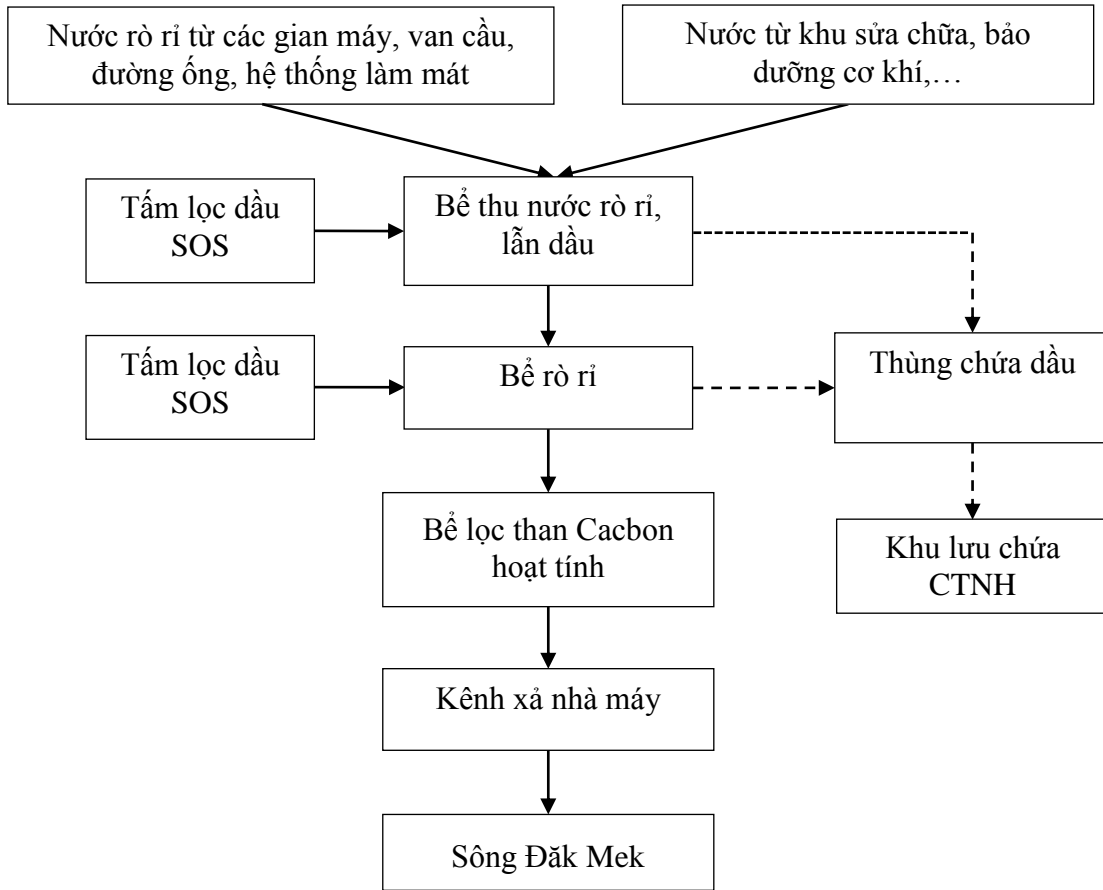 Nước rò rỉ từ các gian máy, van cầu,
đường ống, hệ thống làm mát
Nước từ khu sửa chữa, bảo
dưỡng cơ khí,…
Tấm lọc dầu
SOS
Bể thu nước rò rỉ,
lẫn dầu
Tấm lọc dầu
SOS
Bể rò rỉ
Thùng chứa dầu
Bể lọc than Cacbon
hoạt tính
Khu lưu chứa
CTNH
Kênh xả nhà máy
Sông Đăk Mek